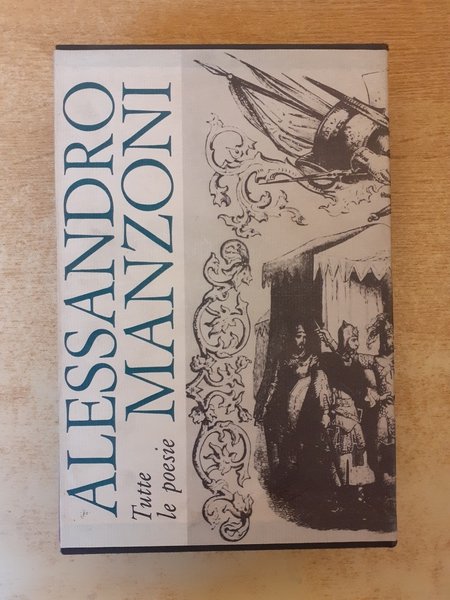 ALESSANDRO
MANZONI
Tutte
le poesie